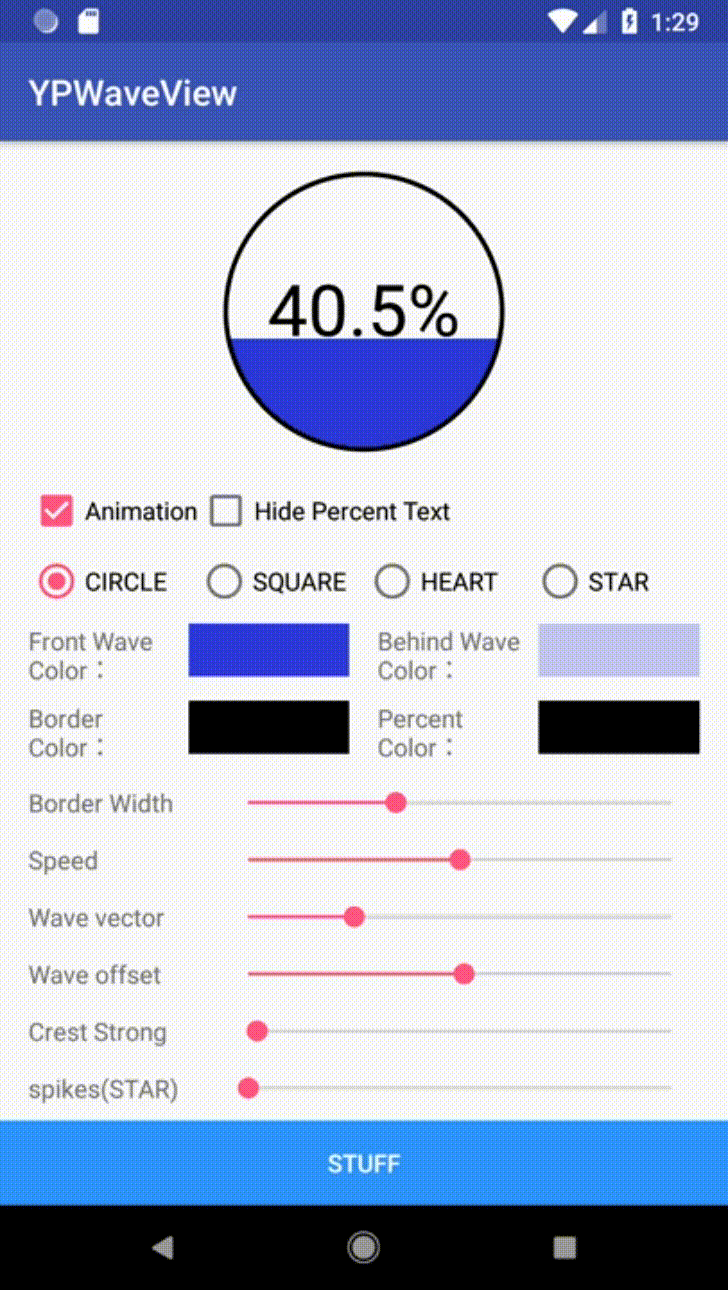 1:29
YPWaveView
40.5%
Animation Hide Percent Text
CIRCLE SQUARE HEART STAR
Front Wave Color：
Behind Wave Color：
Border Color：
Percent Color：
Border Width
Speed
Wave vector
Wave offset
Crest Strong
spikes(STAR)
STUFF